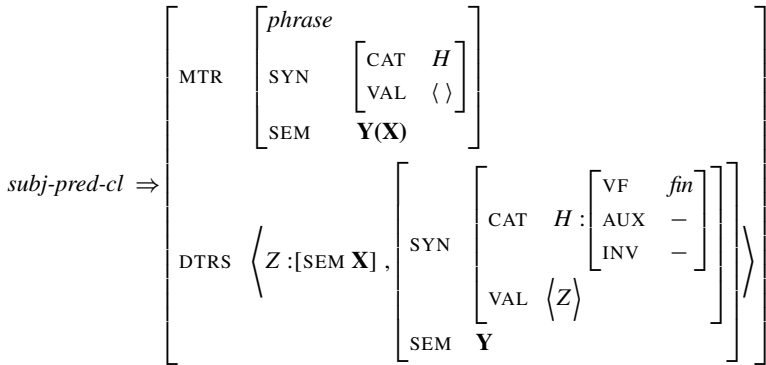 phrase
CAT H
MTR SYN
VAL ⟨ ⟩
SEM Y(X)
subj-pred-cl ⇒
VF fin
CAT H : AUX −
SYN
INV −
DTRS ⟨ Z :[SEM X] ,
VAL ⟨Z⟩ ⟩
SEM Y